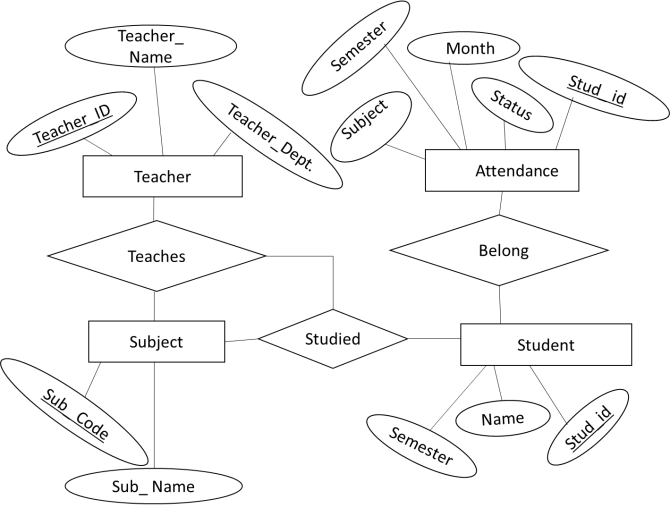 Teacher_
Name
Semester
Month
Stud_id
Teacher_ID
Teacher_Dept.
Subject
Status
Teacher
Attendance
Teaches
Belong
Subject
Studied
Student
Sub_Code
Semester
Name
Stud_id
Sub_ Name